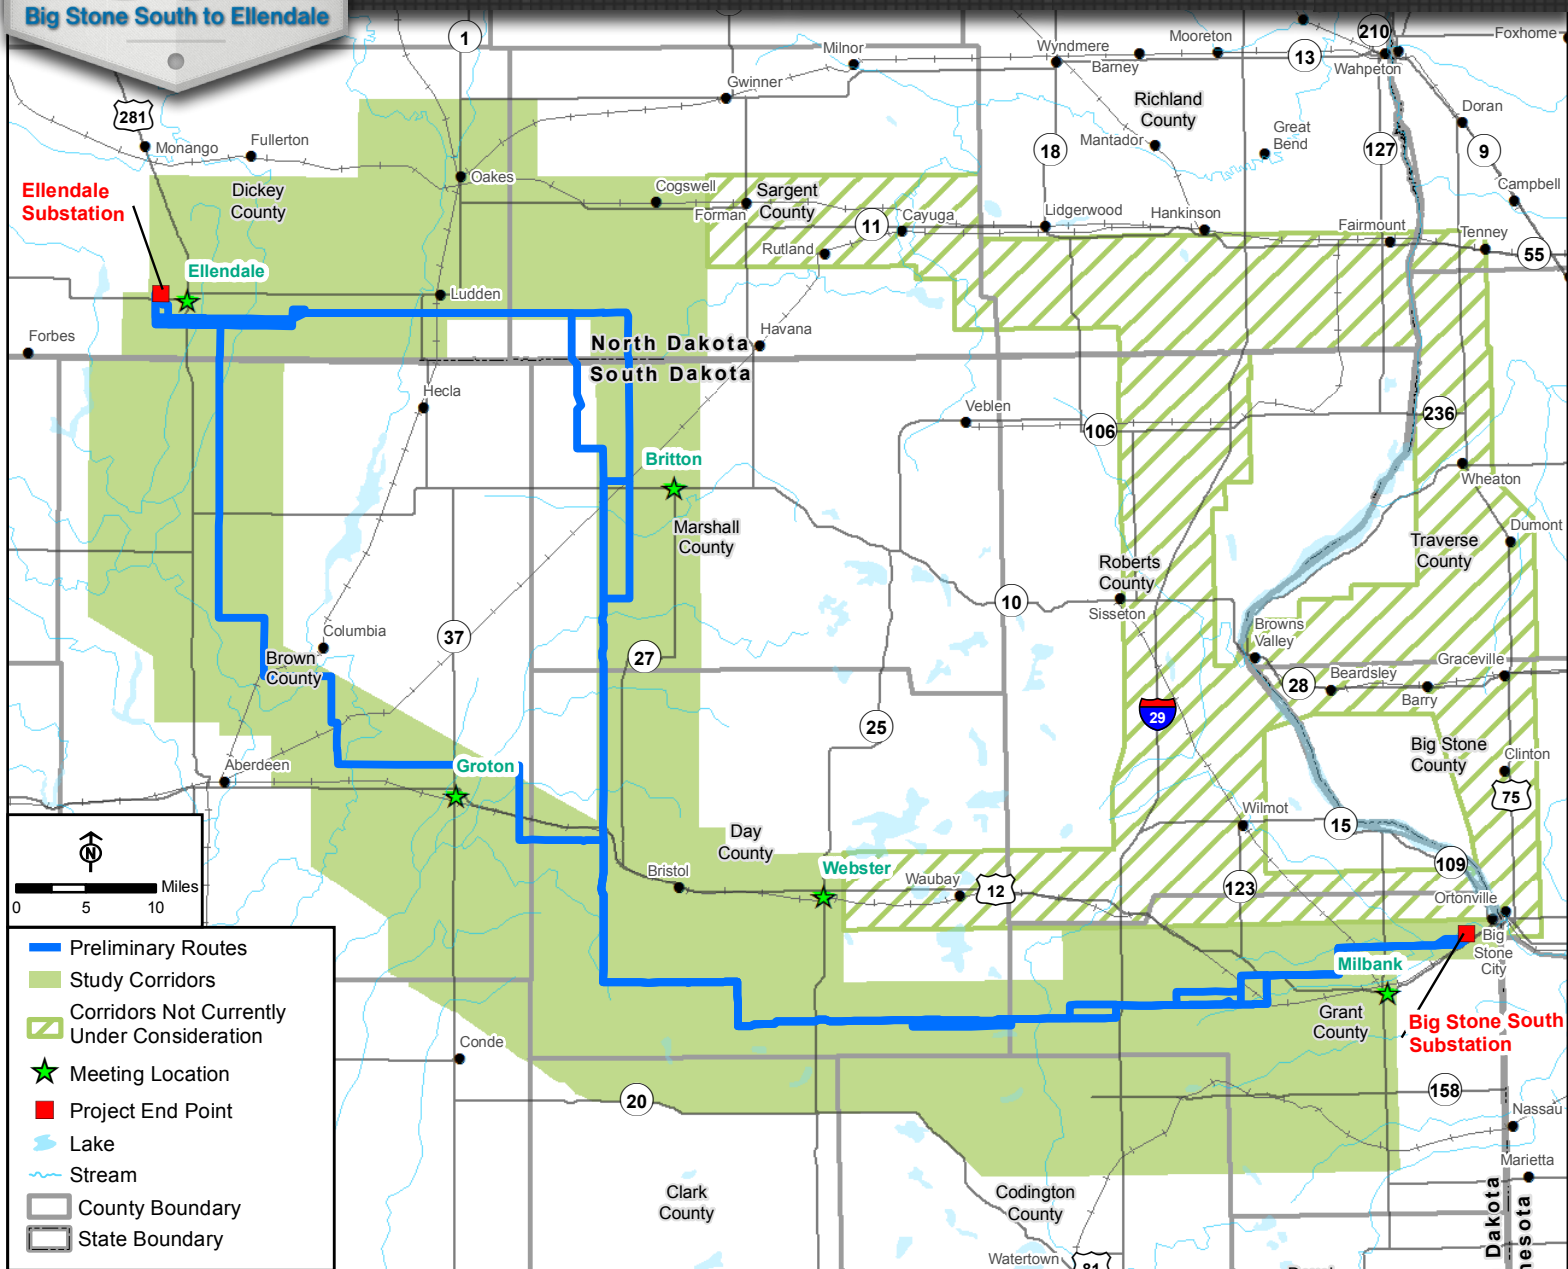 Big Stone South to Ellendale
1
210
Foxhome
Milnor
Wyndmere
Mooreton
13
Barney
Wahpeton
Gwinner
281
Richland
County
Doran
Monango
Fullerton
Mantador
Great
Bend
18
127
9
Ellendale
Substation
Dickey
County
Oakes
Cogswell
Sargent
County
Campbell
Forman
11
Cayuga
Lidgerwood
Hankinson
Fairmount
Tenney
Rutland
55
Ellendale
Ludden
Forbes
Havana
North Dakota
South Dakota
Hecla
Veblen
106
236
Britton
Wheaton
Marshall
County
Dumont
Traverse
County
Roberts
County
10
Sisseton
Columbia
37
Browns
Valley
27
Brown
County
Graceville
28
Beardsley
Barry
29
25
Big Stone
County
Clinton
Aberdeen
Groton
75
Wilmot
15
Day
County
109
Bristol
Webster
Waubay
12
123
Ortonville
N
Miles
0 5 10
Big
Stone
City
Milbank
Preliminary Routes
Study Corridors
Corridors Not Currently
Under Consideration
Meeting Location
Project End Point
Lake
Stream
County Boundary
State Boundary
Grant
County
Big Stone South
Substation
Conde
20
158
Nassau
Marietta
Clark
County
Codington
County
Watertown
81
Dakota
nesota